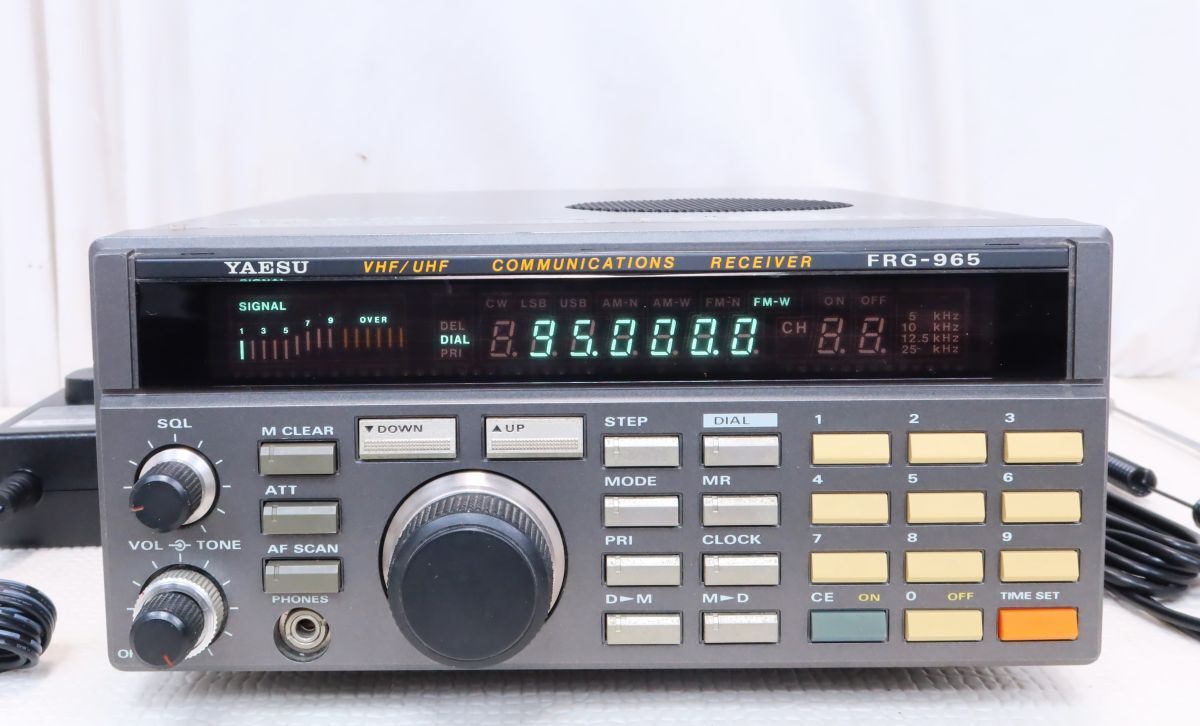 YAESU VHF/UHF COMMUNICATIONS RECEIVER FRG-965
SIGNAL
1 3 5 7 9 OVER
CW LSB USB AM-N AM-W FM-N FM-W ON OFF
DEL
DIAL
PRI
95.000.0
CH
5 kHz
10 kHz
12.5 kHz
25 kHz
SQL
M CLEAR
▼DOWN
▲UP
STEP
DIAL
1 2 3
ATT
MODE
MR
4 5 6
VOL TONE
AF SCAN
PRI
CLOCK
7 8 9
PHONES
D►M
M►D
CE ON
0 OFF
TIME SET